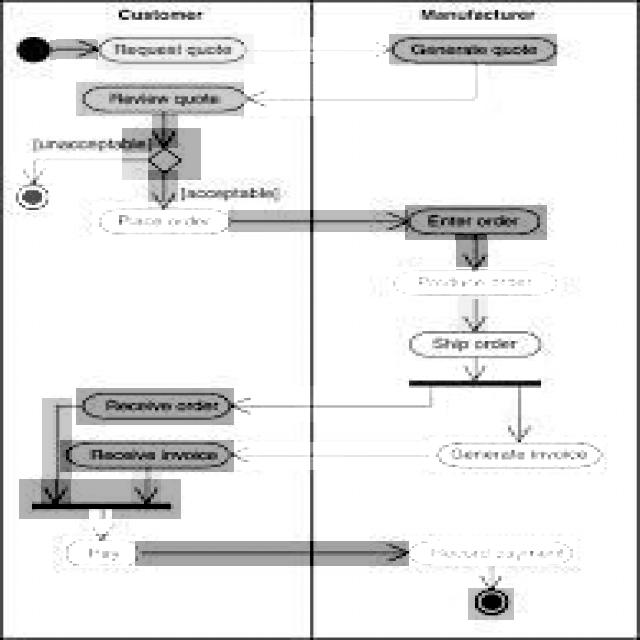 Customer
Manufacturer
Request quote
Generate quote
Review quote
[unacceptable]
[acceptable]
Place order
Enter order
Produce order
Ship order
Receive order
Receive invoice
Generate invoice
Pay
Record payment